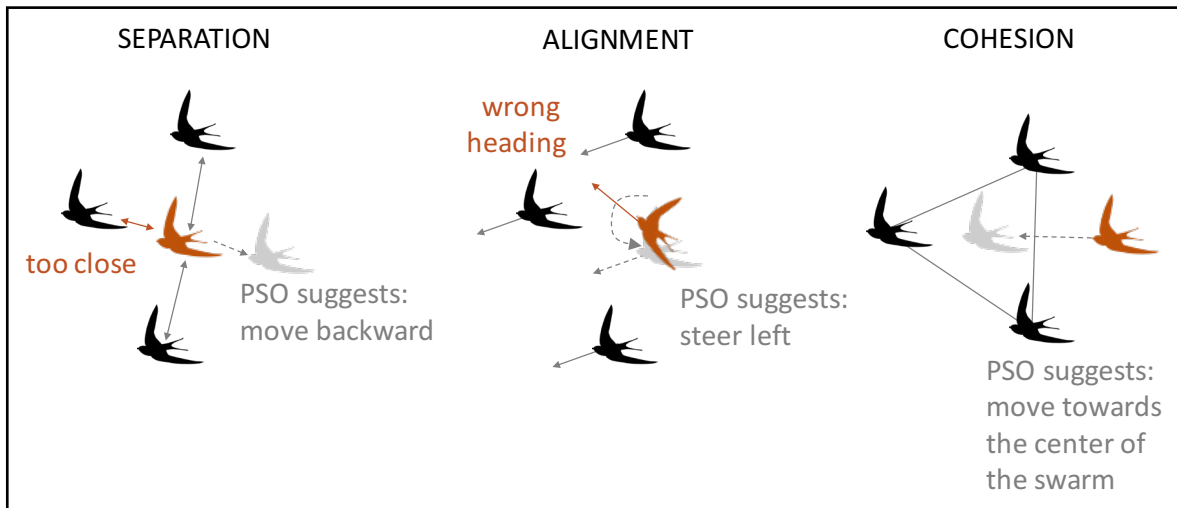 SEPARATION
too close
PSO suggests:
move backward
ALIGNMENT
wrong
heading
PSO suggests:
steer left
COHESION
PSO suggests:
move towards
the center of
the swarm